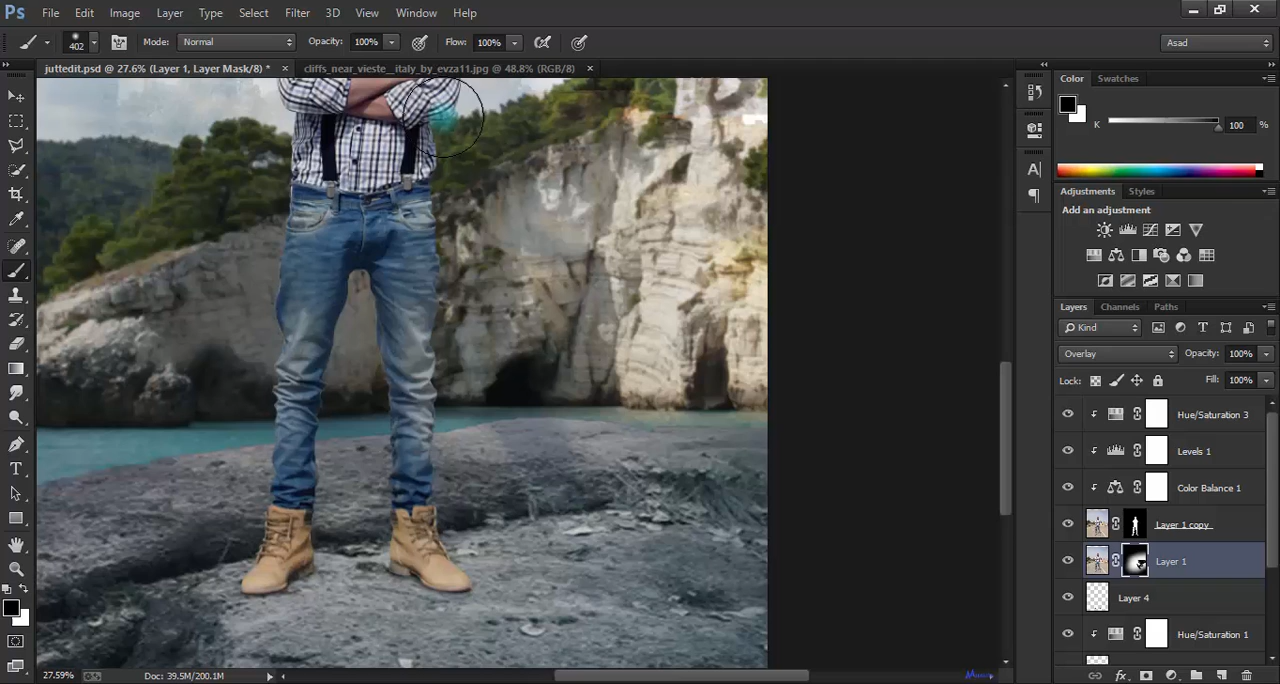 Ps File Edit Image Layer Type Select Filter 3D View Window Help
402 Mode: Normal Opacity: 100% Flow: 100% Asad
juttedit.psd @ 27.6% (Layer 1, Layer Mask/8) * × cliffs_near_vieste__italy_by_evza11.jpg @ 48.8% (RGB/8) ×
Color Swatches
K 100 %
Adjustments Styles
Add an adjustment
Layers Channels Paths
Kind
Overlay Opacity: 100%
Lock: Fill: 100%
Hue/Saturation 3
Levels 1
Color Balance 1
Layer 1 copy
Layer 1
Layer 4
Hue/Saturation 1
27.59% Doc: 39.5M/200.1M